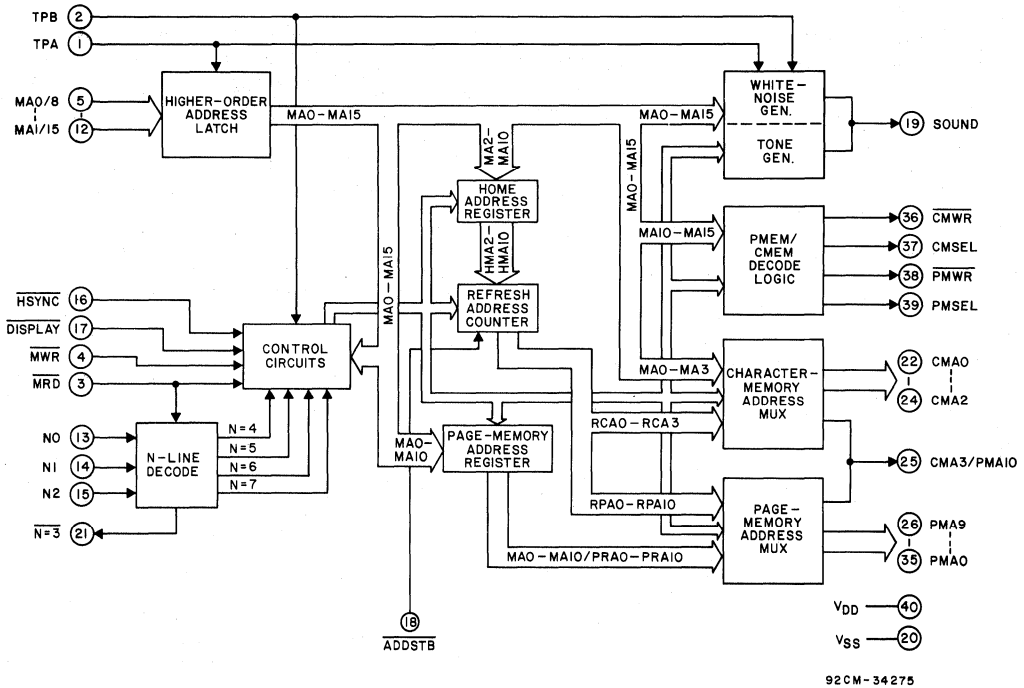 TPB 2
TPA 1
MA0/8 5
MA1/15 12
HIGHER-ORDER
ADDRESS
LATCH
MA0-MA15
MA0-MA15
WHITE-
NOISE
GEN.
TONE
GEN.
19 SOUND
MA2-
MA10
HOME
ADDRESS
REGISTER
HMA2-
HMA10
REFRESH
ADDRESS
COUNTER
MA0-MA15
MA0-MA15
MA10-MA15
PMEM/
CMEM
DECODE
LOGIC
36 CMWR
37 CMSEL
38 PMWR
39 PMSEL
HSYNC 16
DISPLAY 17
MWR 4
MRD 3
CONTROL
CIRCUITS
N0 13
N1 14
N2 15
N=3 21
N-LINE
DECODE
N=4
N=5
N=6
N=7
MA0-
MA10
PAGE-MEMORY
ADDRESS
REGISTER
MA0-MA3
RCA0-RCA3
CHARACTER-
MEMORY
ADDRESS
MUX
22 CMA0
24 CMA2
25 CMA3/PMA10
RPA0-RPA10
MA0-MA10/PRA0-PRA10
PAGE-
MEMORY
ADDRESS
MUX
26 PMA9
35 PMA0
18
ADDSTB
VDD 40
VSS 20
92CM-34275